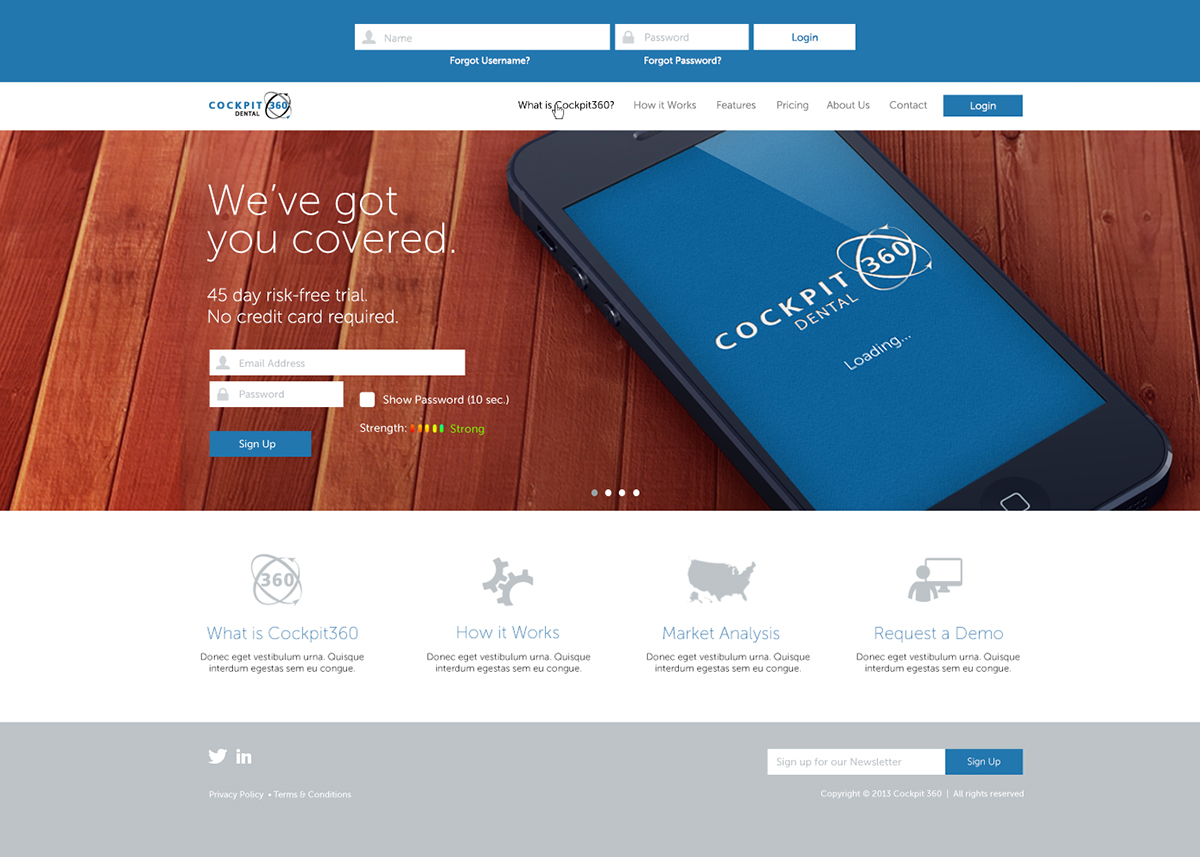 Name
Password
Login
Forgot Username?
Forgot Password?
COCKPIT 360
DENTAL
What is Cockpit360?
How it Works
Features
Pricing
About Us
Contact
Login
We've got
you covered.
45 day risk-free trial.
No credit card required.
Email Address
Password
Show Password (10 sec.)
Strength: Strong
Sign Up
COCKPIT 360
DENTAL
Loading...
360
What is Cockpit360
Donec eget vestibulum urna. Quisque
interdum egestas sem eu congue.
How it Works
Donec eget vestibulum urna. Quisque
interdum egestas sem eu congue.
Market Analysis
Donec eget vestibulum urna. Quisque
interdum egestas sem eu congue.
Request a Demo
Donec eget vestibulum urna. Quisque
interdum egestas sem eu congue.
in
Sign up for our Newsletter
Sign Up
Privacy Policy • Terms & Conditions
Copyright © 2013 Cockpit 360 | All rights reserved